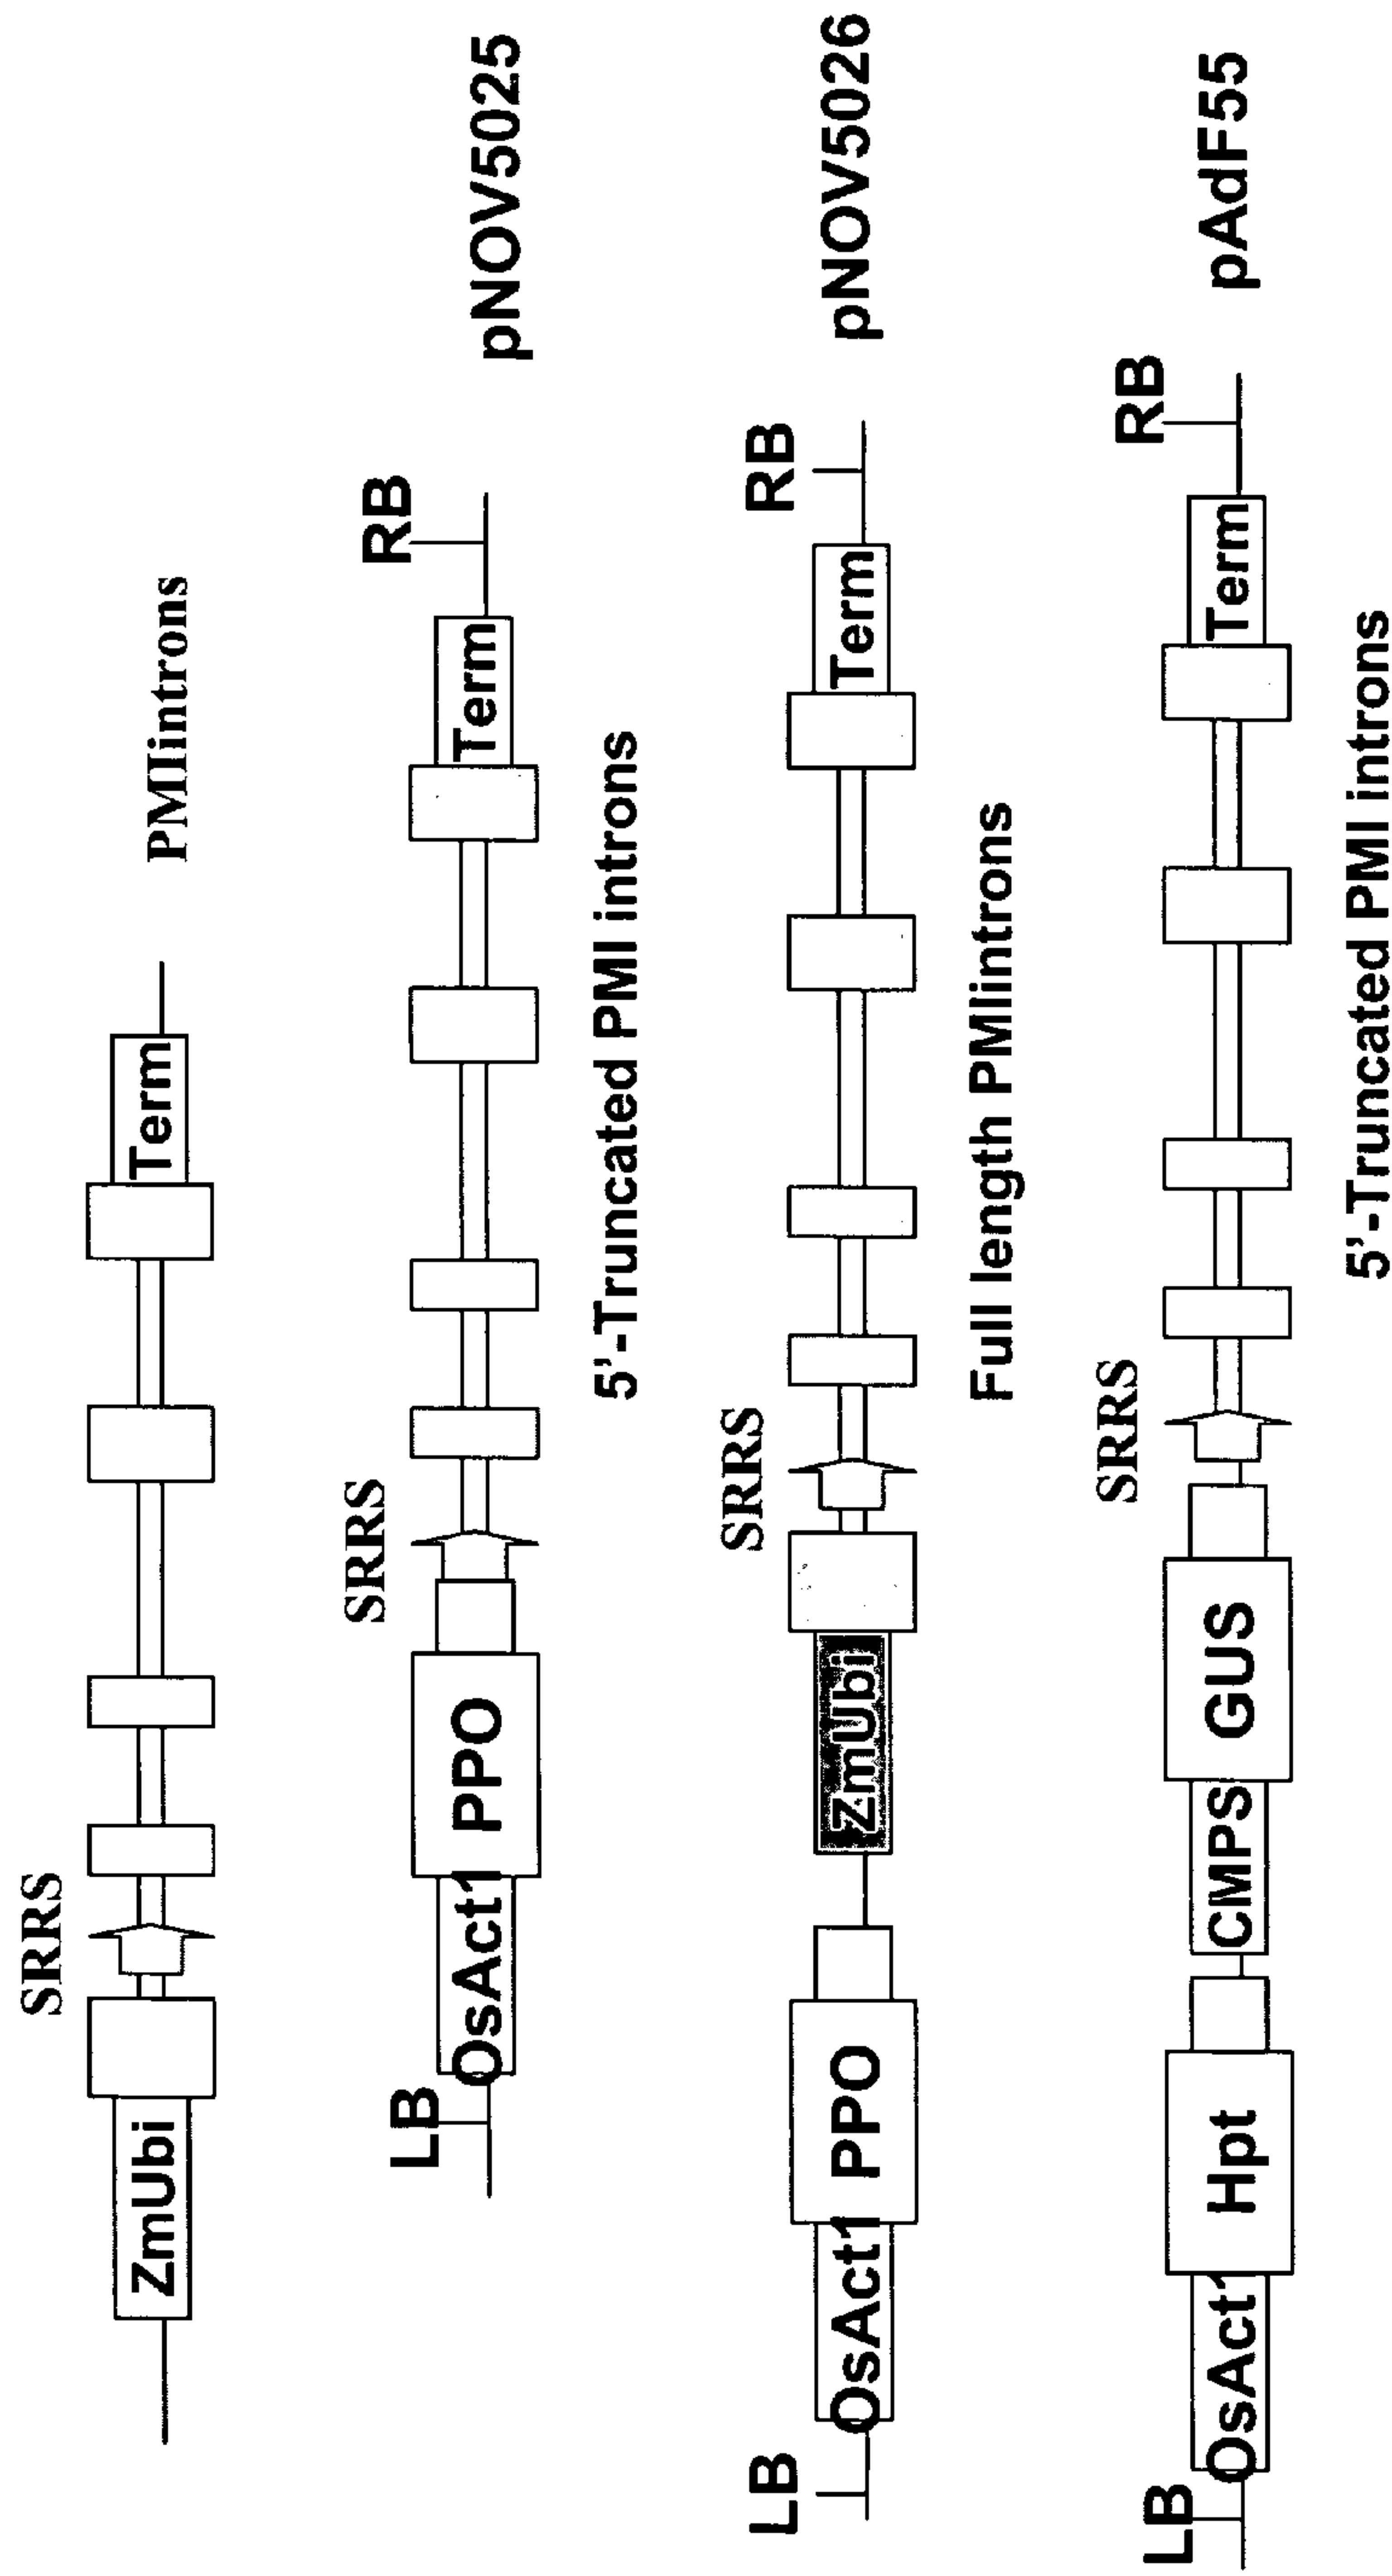 SRRS
ZmUbi
Term
PMIintrons
LB
OsAct1
PPO
SRRS
Term
RB
pNOV5025
5'-Truncated PMI introns
LB
OsAct1
PPO
ZmUbi
SRRS
Term
RB
pNOV5026
Full length PMIintrons
LB
OsAct1
Hpt
CMPS
GUS
SRRS
Term
RB
pAdF55
5'-Truncated PMI introns